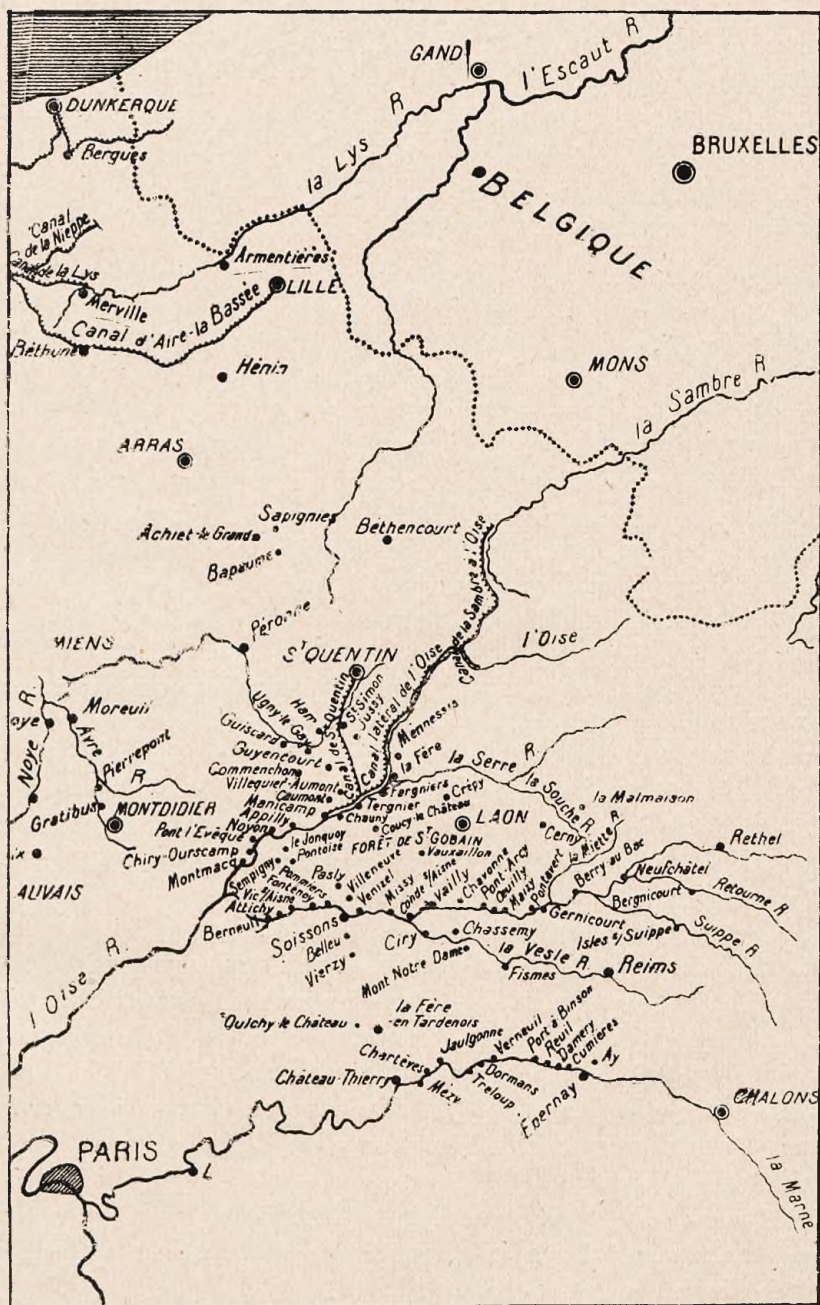 GAND
l'Escaut R
DUNKERQUE
Bergues
la Lys R
BRUXELLES
BELGIQUE
Canal
de la Nieppe
Canal de la Lys
Armentières
Merville
LILLE
Canal d'Aire-la Bassée
Béthune
Hénin
MONS
la Sambre R
ARRAS
Sapignies
Achiet-le Grand
Bapaume
Béthencourt
Canal de la Sambre à l'Oise
Péronne
MIENS
St QUENTIN
l'Oise
R.
Moreuil
oye
Noye
Avre
Pierrepont
R
Gratibus
MONTDIDIER
ix
AUVAIS
Ham
Ugny-le Gay
Guiscard
Guyencourt
Commenchon
Villequier-Aumont
Caumont
Manicamp
Appilly
Noyon
Pont l'Evêque
Chiry-Ourscamp
Montmacq
St Simon
Jussy
Canal de St Quentin
Canal latéral de l'Oise
Mennessis
la Fère
Fargniers
Tergnier
Chauny
Crépy
Coucy-le Château
la Serre R
la Souche R
la Malmaison
LAON
Cerny
FORÊT DE St GOBAIN
Vauxaillon
le Jonquoy
Pontoise
Sempigny
Pommiers
Fontenoy
Vic s/Aisne
Attichy
Berneuil
Pasly
Villeneuve
Venizel
Missy
Condé s/Aisne
Vailly
Chavonne
Pont-Arcy
Œuilly
Maizy
Pontavert
la Miette R
Berry-au Bac
Neufchâtel
Rethel
Bergnicourt
Retourne R
Gernicourt
Isles s/Suippe
Suippe R
Soissons
Belleu
Vierzy
Ciry
Chassemy
Mont Notre Dame
la Vesle R
Fismes
Reims
l'Oise R.
Oulchy-le Château
la Fère
en Tardenois
Jaulgonne
Chartèves
Château-Thierry
Mézy
Verneuil
Port à Binson
Reuil
Damery
Cumières
Ay
Dormans
Treloup
Épernay
CHALONS
la Marne
PARIS
L